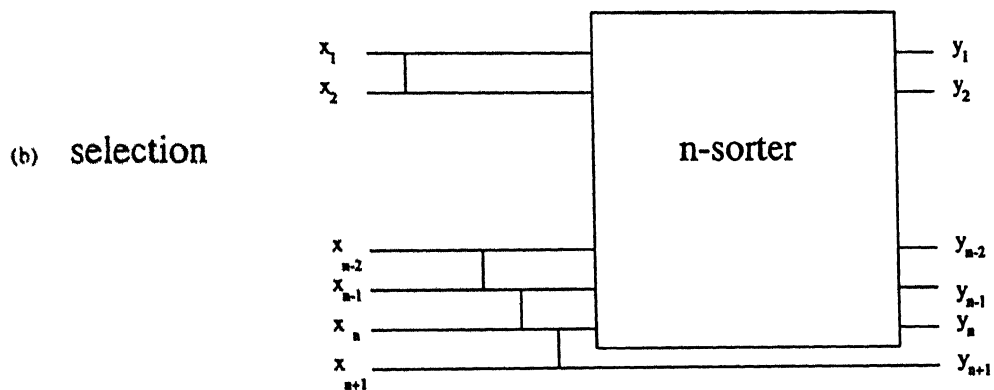 x₁ y₁
x₂ y₂
(b) selection n-sorter
xₙ₋₂ yₙ₋₂
xₙ₋₁ yₙ₋₁
xₙ yₙ
xₙ₊₁ yₙ₊₁